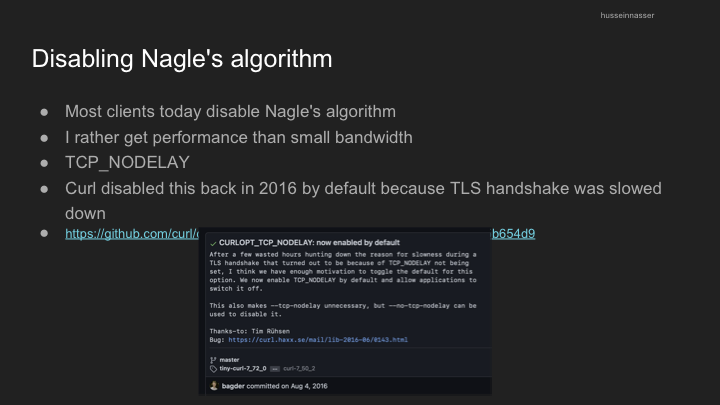 husseinnasser
Disabling Nagle's algorithm
● Most clients today disable Nagle's algorithm
● I rather get performance than small bandwidth
● TCP_NODELAY
● Curl disabled this back in 2016 by default because TLS handshake was slowed
down
● https://github.com/curl/ b654d9
CURLOPT_TCP_NODELAY: now enabled by default
After a few wasted hours hunting down the reason for slowness during a
TLS handshake that turned out to be because of TCP_NODELAY not being
set, I think we have enough motivation to toggle the default for this
option. We now enable TCP_NODELAY by default and allow applications to
switch it off.
This also makes --tcp-nodelay unnecessary, but --no-tcp-nodelay can be
used to disable it.
Thanks-to: Tim Rühsen
Bug: https://curl.haxx.se/mail/lib-2016-06/0143.html
master
tiny-curl-7_72_0 ... curl-7_50_2
bagder committed on Aug 4, 2016